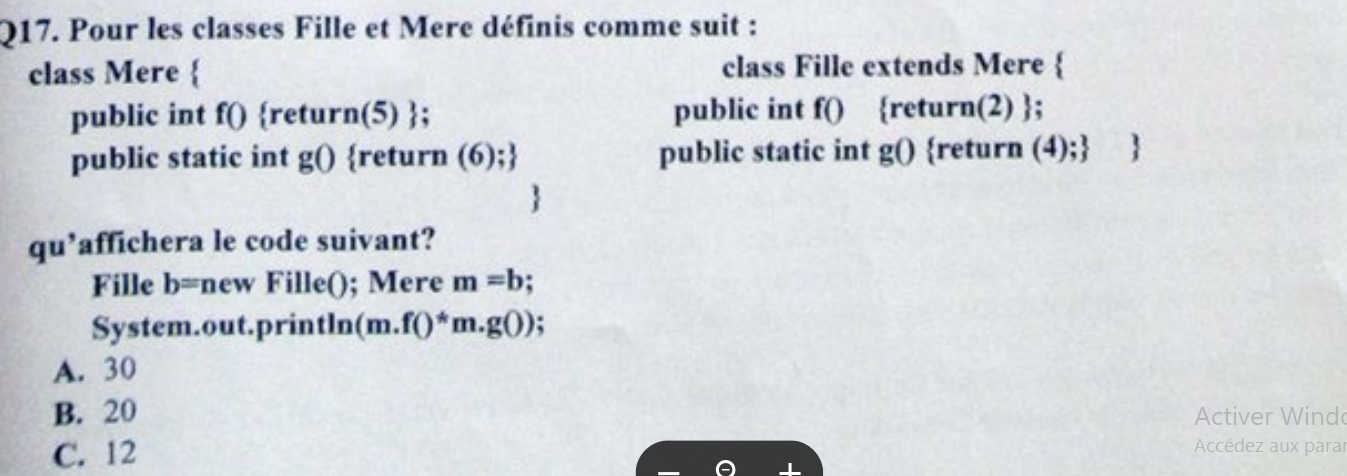 Q17. Pour les classes Fille et Mere définis comme suit :
class Mere {
public int f() {return(5) };
public static int g() {return (6);}
}
class Fille extends Mere {
public int f() {return(2) };
public static int g() {return (4);} }
qu'affichera le code suivant?
Fille b=new Fille(); Mere m =b;
System.out.println(m.f()*m.g());
A. 30
B. 20
C. 12
Activer Windo
Accédez aux para